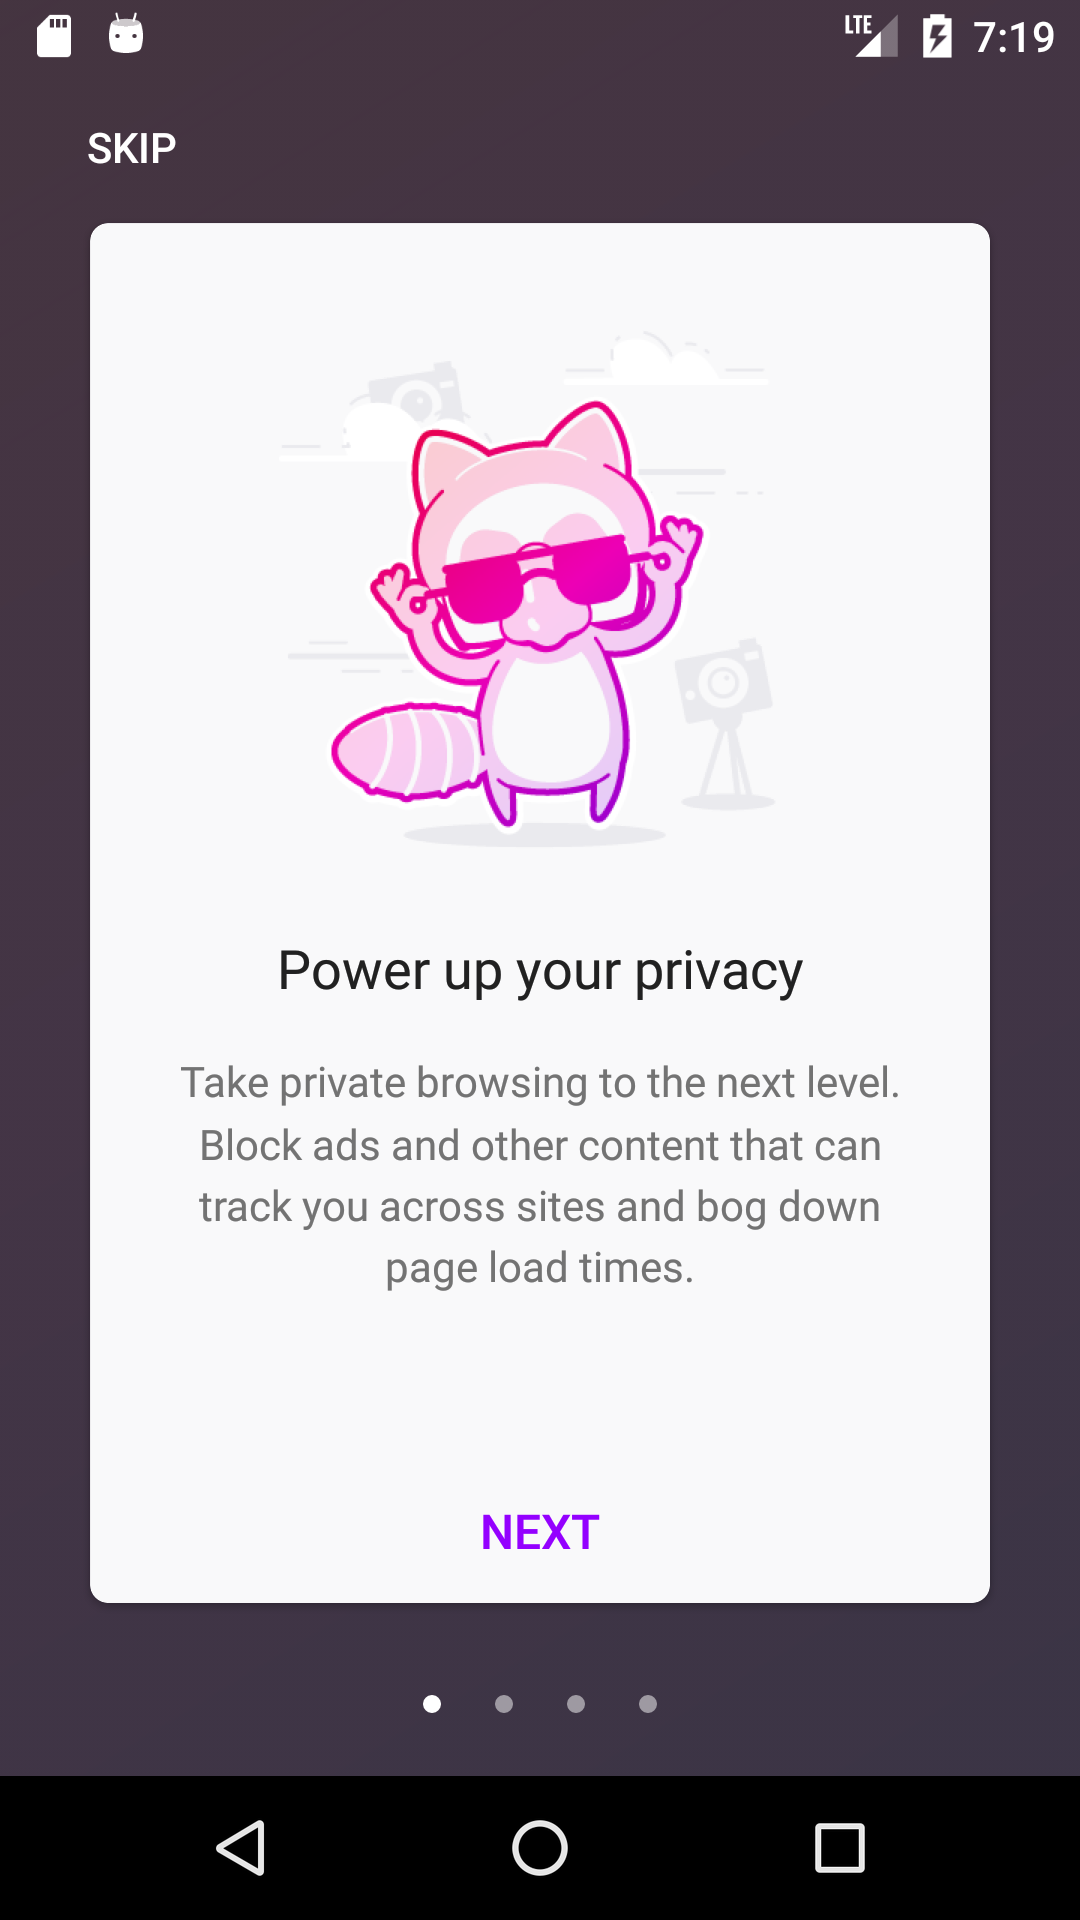 LTE 7:19
SKIP
Power up your privacy
Take private browsing to the next level.
Block ads and other content that can
track you across sites and bog down
page load times.
NEXT